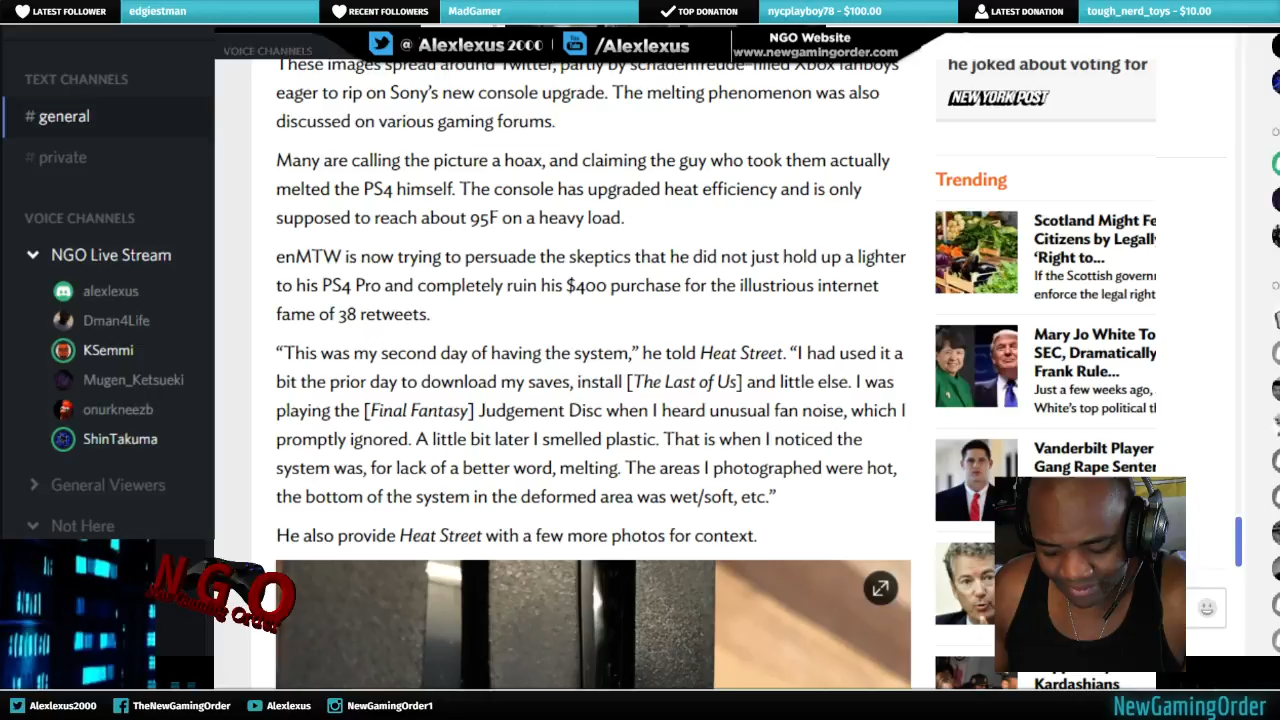 LATEST FOLLOWER edgiestman RECENT FOLLOWERS MadGamer TOP DONATION nycplayboy78 - $100.00 LATEST DONATION tough_nerd_toys - $10.00
@ Alexlexus2000 /Alexlexus
NGO Website
www.newgamingorder.com
VOICE CHANNELS
TEXT CHANNELS
# general
# private
VOICE CHANNELS
NGO Live Stream
alexlexus
Dman4Life
KSemmi
Mugen_Ketsueki
onurkneezb
ShinTakuma
General Viewers
Not Here
These images spread around Twitter, partly by schadenfreude-filled Xbox fanboys
eager to rip on Sony's new console upgrade. The melting phenomenon was also
discussed on various gaming forums.
Many are calling the picture a hoax, and claiming the guy who took them actually
melted the PS4 himself. The console has upgraded heat efficiency and is only
supposed to reach about 95F on a heavy load.
enMTW is now trying to persuade the skeptics that he did not just hold up a lighter
to his PS4 Pro and completely ruin his $400 purchase for the illustrious internet
fame of 38 retweets.
“This was my second day of having the system,” he told Heat Street. “I had used it a
bit the prior day to download my saves, install [The Last of Us] and little else. I was
playing the [Final Fantasy] Judgement Disc when I heard unusual fan noise, which I
promptly ignored. A little bit later I smelled plastic. That is when I noticed the
system was, for lack of a better word, melting. The areas I photographed were hot,
the bottom of the system in the deformed area was wet/soft, etc.”
He also provide Heat Street with a few more photos for context.
he joked about voting for
NEW YORK POST
Trending
Scotland Might Fe
Citizens by Legall
‘Right to...
If the Scottish goverr
enforce the legal right
Mary Jo White To
SEC, Dramatically
Frank Rule...
Just a few weeks ago,
White's top political t
Vanderbilt Player
Gang Rape Senter
Kardashians
NGO
New Gaming Order
Alexlexus2000 TheNewGamingOrder Alexlexus NewGamingOrder1 NewGamingOrder